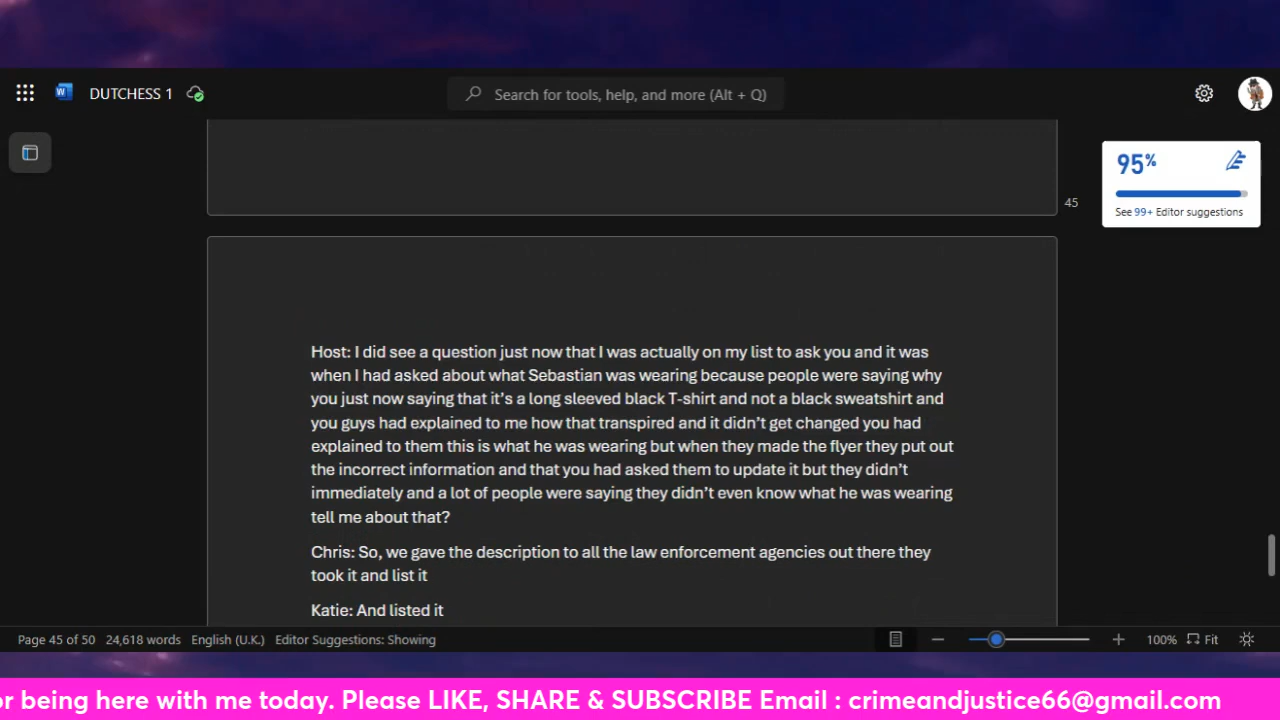 DUTCHESS 1
Search for tools, help, and more (Alt + Q)
95%
See 99+ Editor suggestions
45
Host: I did see a question just now that I was actually on my list to ask you and it was
when I had asked about what Sebastian was wearing because people were saying why
you just now saying that it's a long sleeved black T-shirt and not a black sweatshirt and
you guys had explained to me how that transpired and it didn't get changed you had
explained to them this is what he was wearing but when they made the flyer they put out
the incorrect information and that you had asked them to update it but they didn't
immediately and a lot of people were saying they didn't even know what he was wearing
tell me about that?
Chris: So, we gave the description to all the law enforcement agencies out there they
took it and list it
Katie: And listed it
Page 45 of 50 24,618 words English (U.K.) Editor Suggestions: Showing 100% Fit
or being here with me today. Please LIKE, SHARE & SUBSCRIBE Email : crimeandjustice66@gmail.com